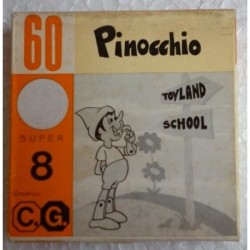 60
Pinocchio
TOYLAND
SCHOOL
SUPER
8
C.G.